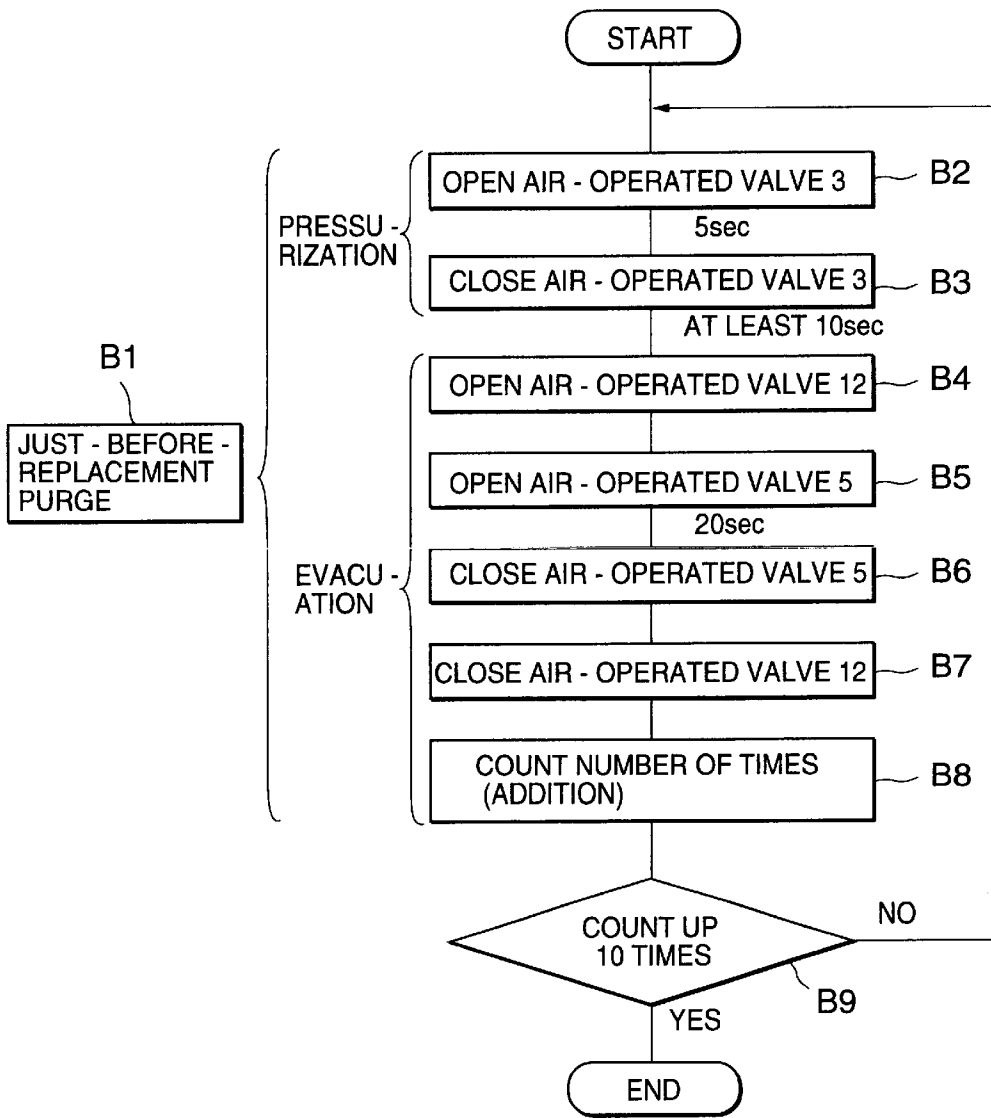 START
OPEN AIR - OPERATED VALVE 3
B2
5sec
PRESSU -
RIZATION
CLOSE AIR - OPERATED VALVE 3
B3
AT LEAST 10sec
B1
JUST - BEFORE -
REPLACEMENT
PURGE
OPEN AIR - OPERATED VALVE 12
B4
OPEN AIR - OPERATED VALVE 5
B5
20sec
EVACU -
ATION
CLOSE AIR - OPERATED VALVE 5
B6
CLOSE AIR - OPERATED VALVE 12
B7
COUNT NUMBER OF TIMES
(ADDITION)
B8
COUNT UP
10 TIMES
NO
B9
YES
END